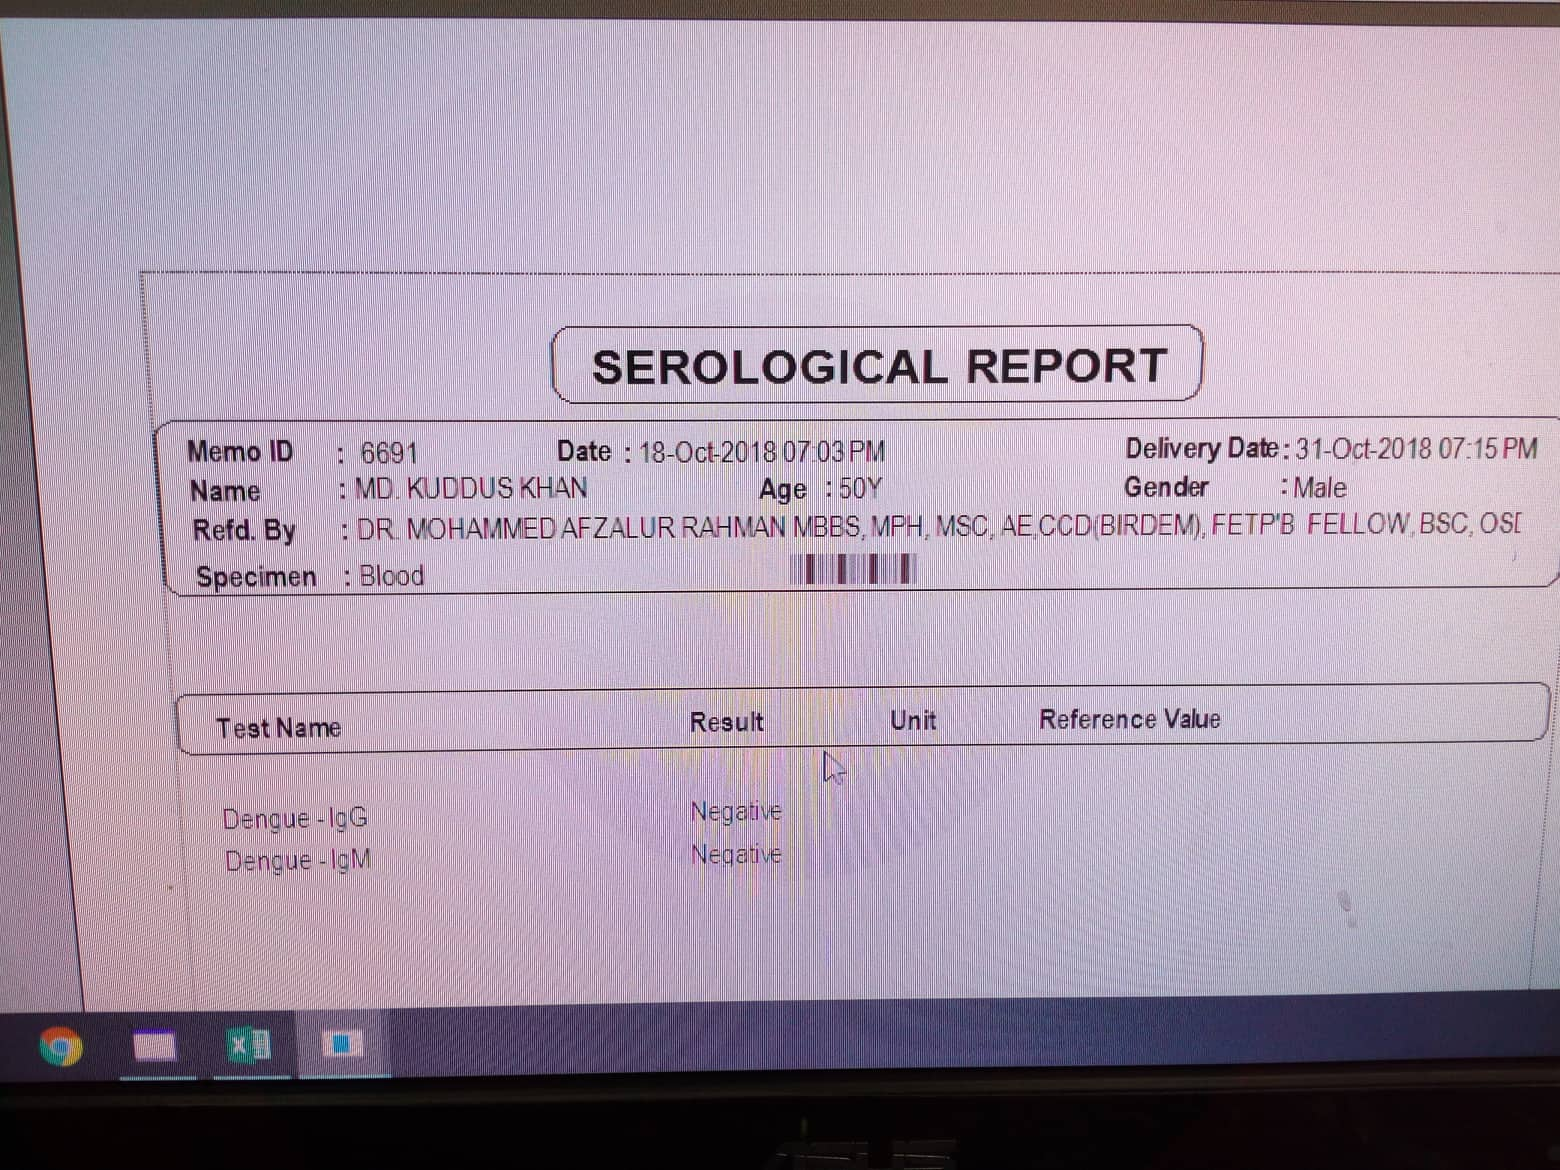 SEROLOGICAL REPORT
Memo ID : 6691 Date : 18-Oct-2018 07:03 PM Delivery Date : 31-Oct-2018 07:15 PM
Name : MD. KUDDUS KHAN Age : 50Y Gender : Male
Refd. By : DR. MOHAMMED AFZALUR RAHMAN MBBS, MPH, MSC, AE,CCD(BIRDEM), FETP'B FELLOW, BSC, OSD
Specimen : Blood
Test Name Result Unit Reference Value
Dengue - IgG Negative
Dengue - IgM Negative